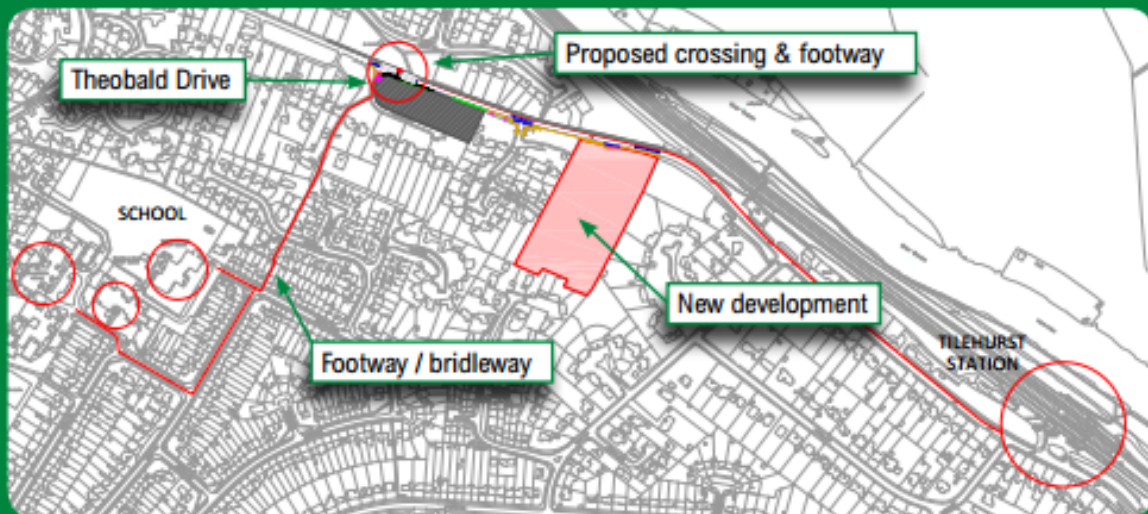 Proposed crossing & footway
Theobald Drive
SCHOOL
New development
TILEHURST
STATION
Footway / bridleway